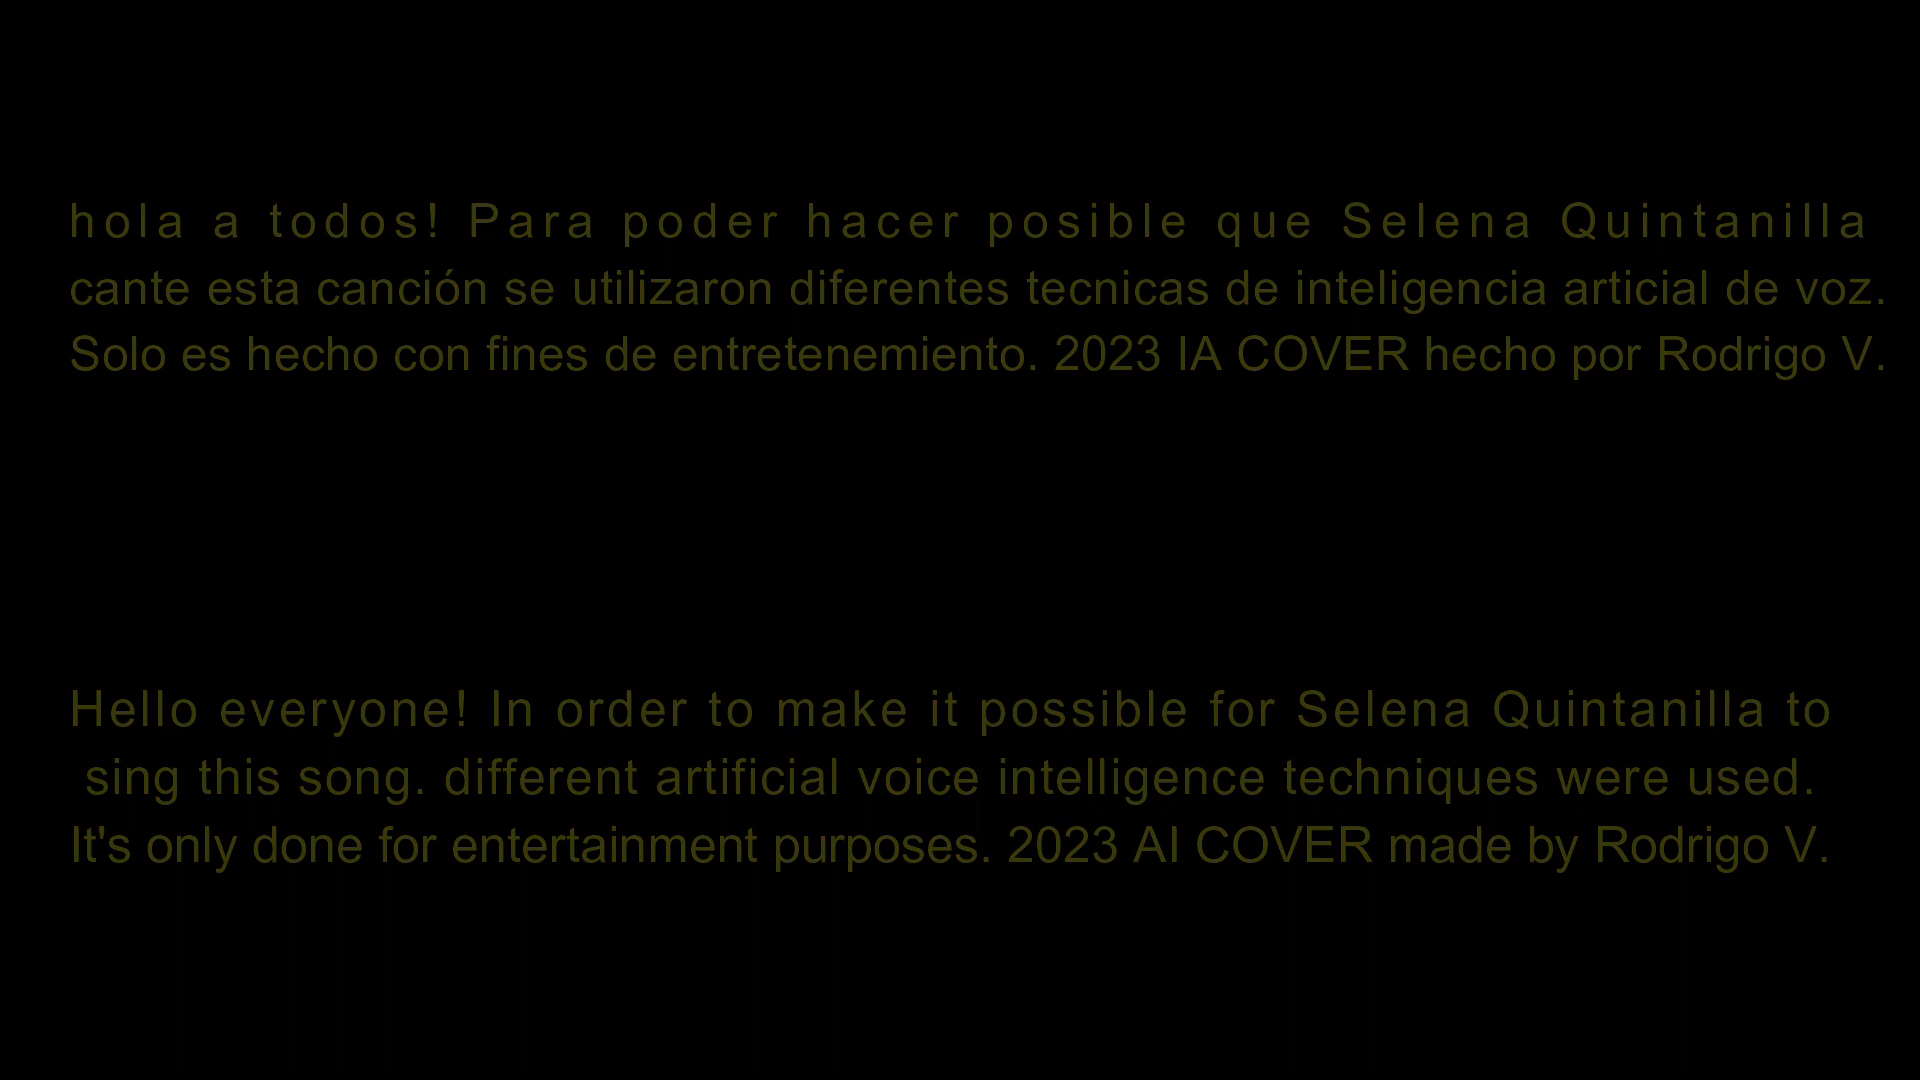 hola a todos! Para poder hacer posible que Selena Quintanilla
cante esta canción se utilizaron diferentes tecnicas de inteligencia articial de voz.
Solo es hecho con fines de entretenemiento. 2023 IA COVER hecho por Rodrigo V.
Hello everyone! In order to make it possible for Selena Quintanilla to
sing this song. different artificial voice intelligence techniques were used.
It's only done for entertainment purposes. 2023 AI COVER made by Rodrigo V.